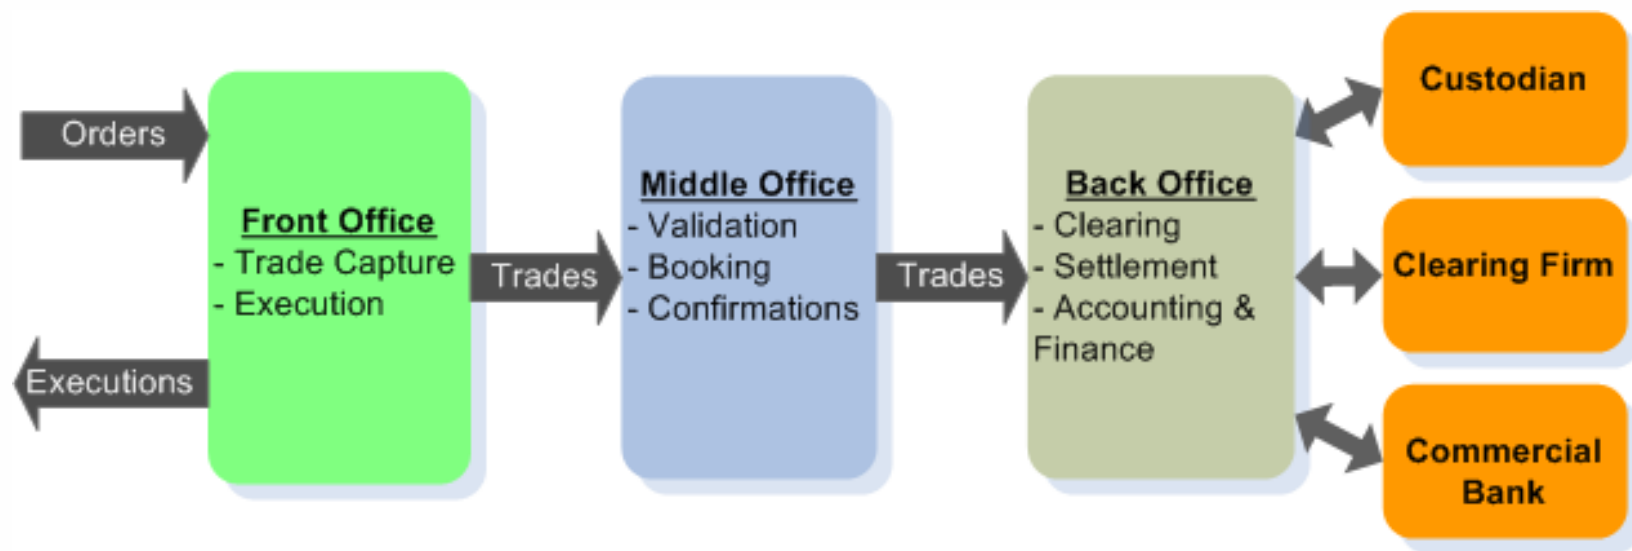 Orders
Executions
Front Office
- Trade Capture
- Execution
Trades
Middle Office
- Validation
- Booking
- Confirmations
Trades
Back Office
- Clearing
- Settlement
- Accounting &
Finance
Custodian
Clearing Firm
Commercial
Bank